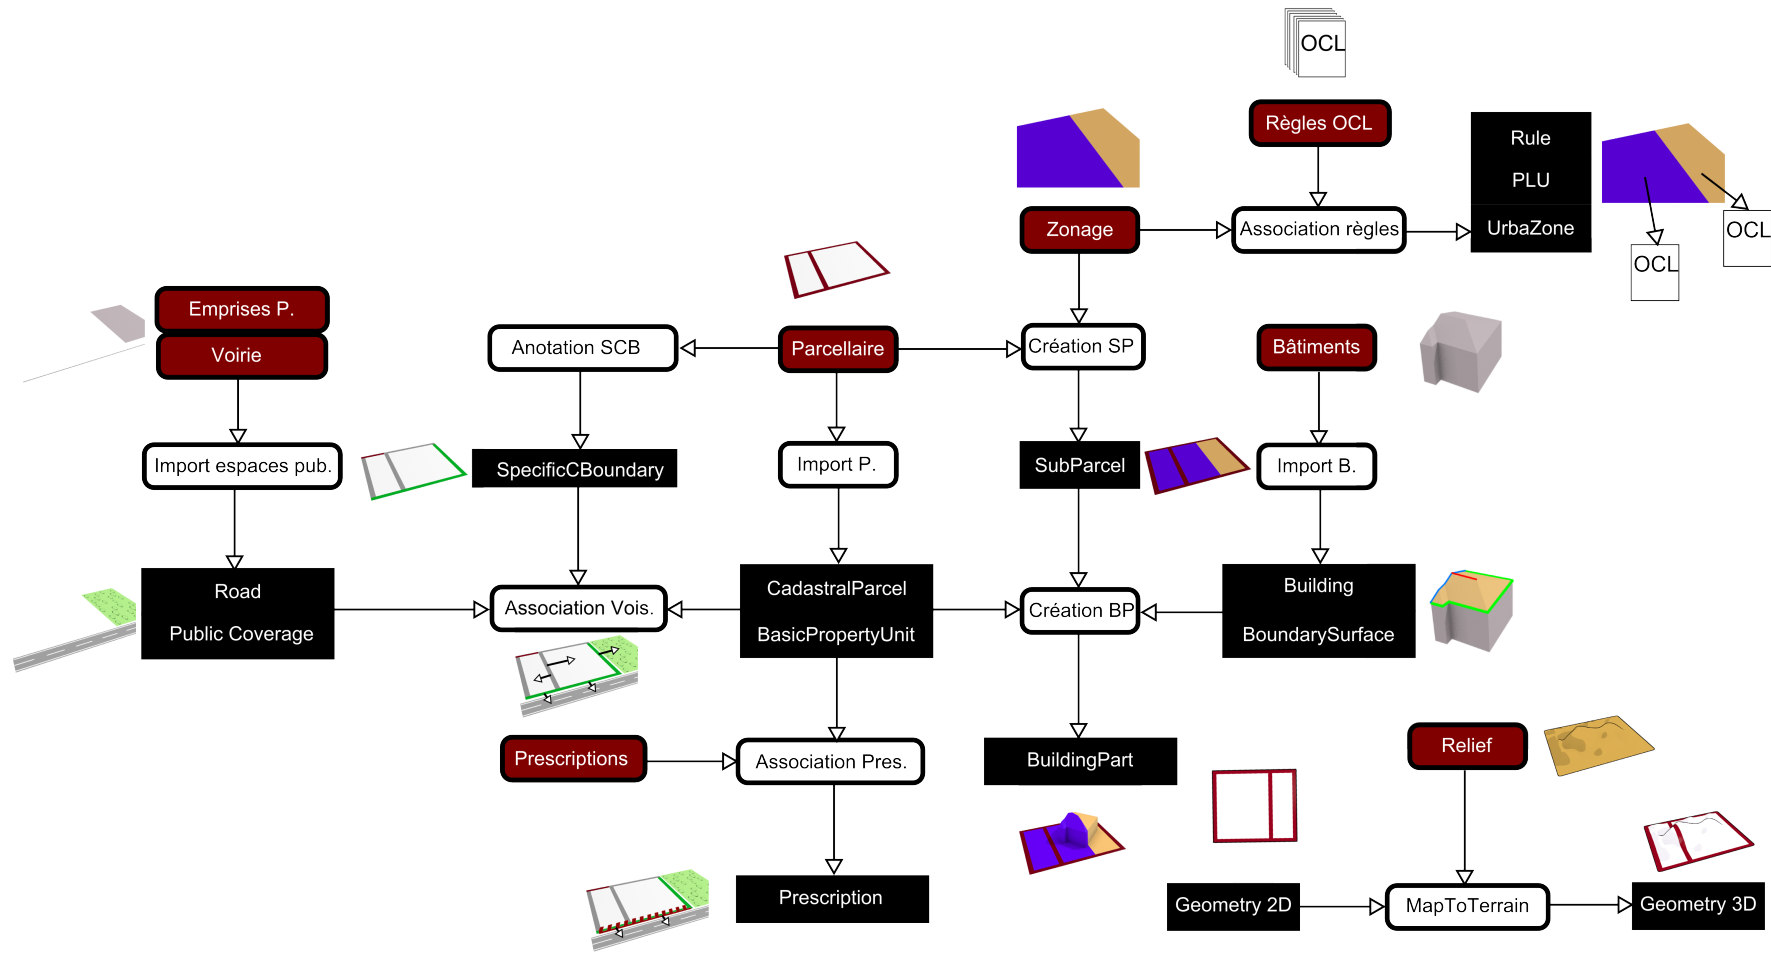 OCL
Règles OCL
Rule
PLU
UrbaZone
OCL
OCL
Zonage
Association règles
Emprises P.
Voirie
Anotation SCB
Parcellaire
Création SP
Bâtiments
Import espaces pub.
SpecificCBoundary
Import P.
SubParcel
Import B.
Road
Public Coverage
Association Vois.
CadastralParcel
BasicPropertyUnit
Création BP
Building
BoundarySurface
Prescriptions
Association Pres.
BuildingPart
Relief
Prescription
Geometry 2D
MapToTerrain
Geometry 3D